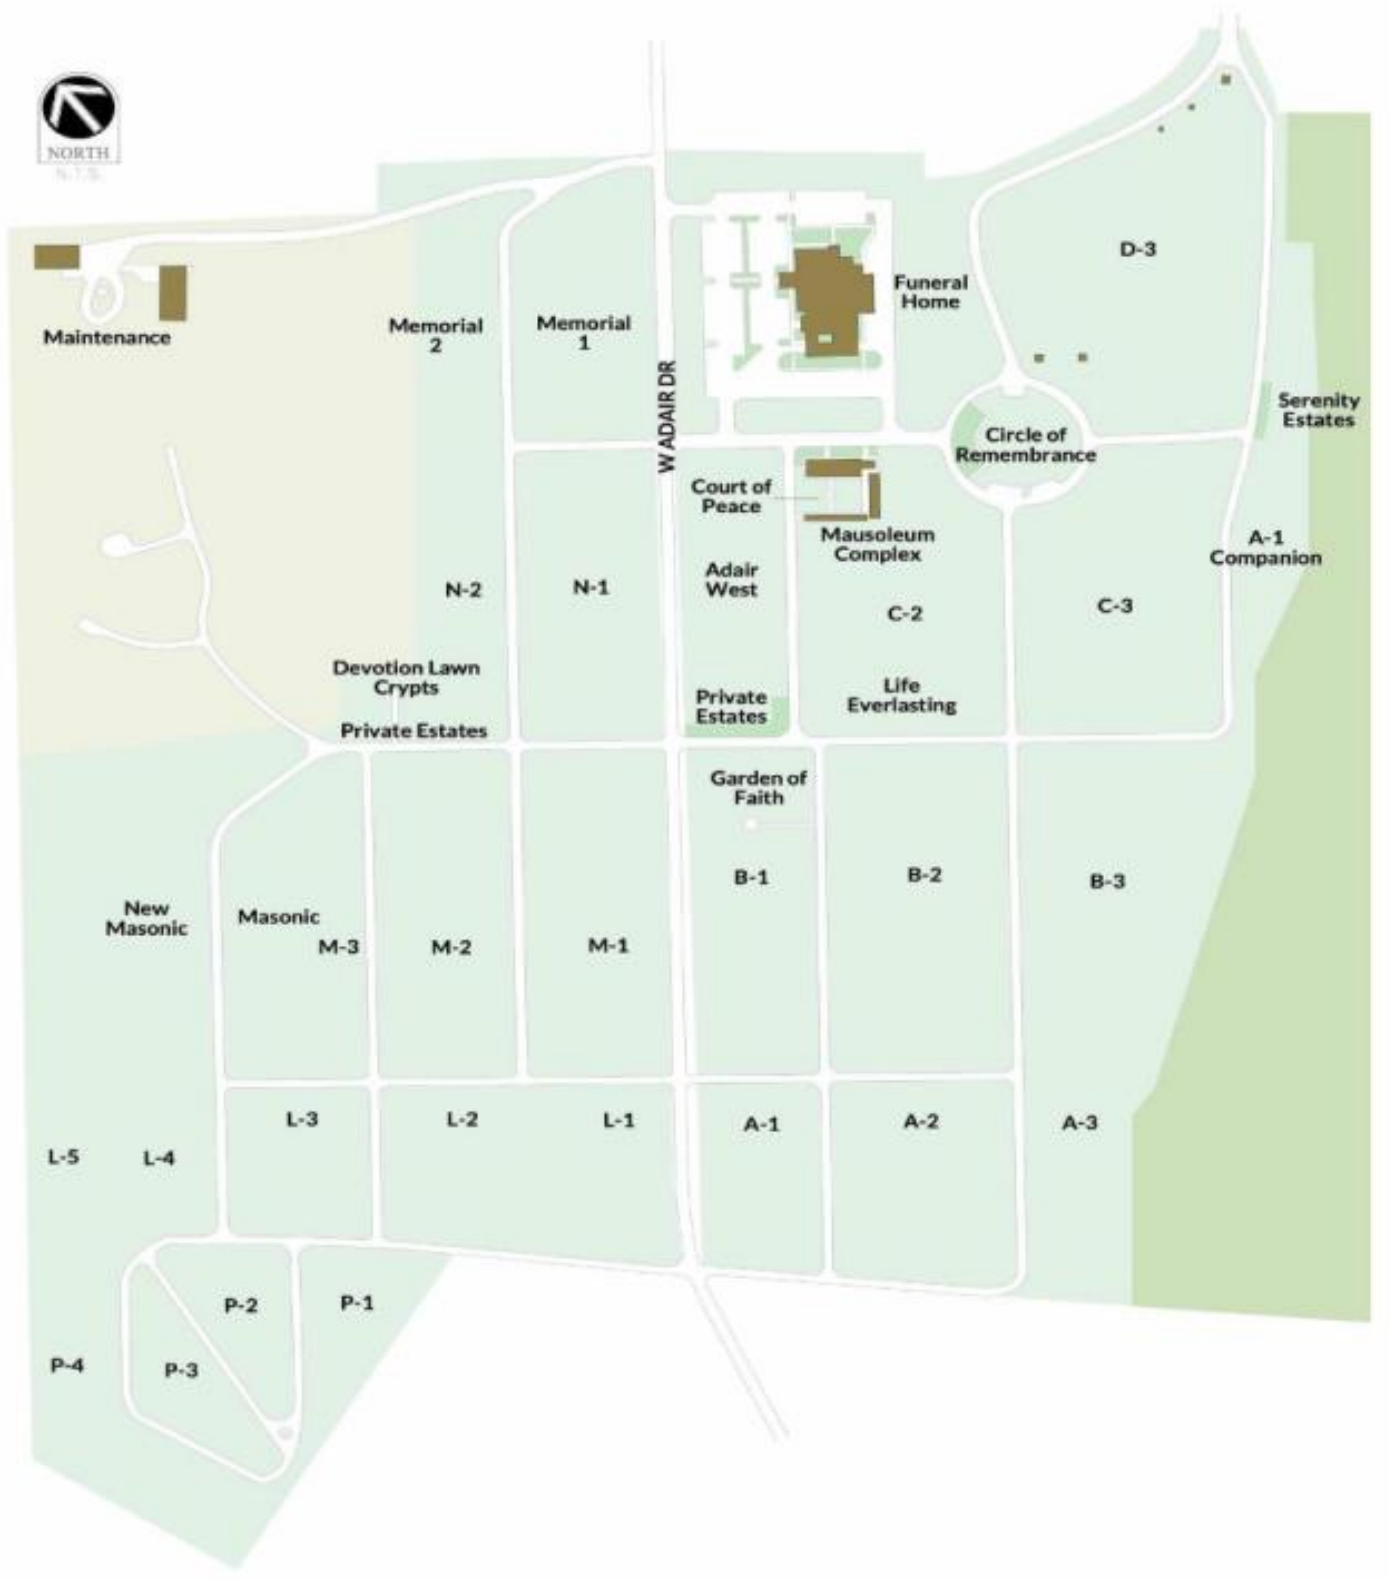 NORTH
N.T.S.
D-3
Funeral
Home
Memorial
2
Memorial
1
Maintenance
W ADAIR DR
Serenity
Estates
Circle of
Remembrance
Court of
Peace
Mausoleum
Complex
A-1
Companion
Adair
West
N-2
N-1
C-2
C-3
Devotion Lawn
Crypts
Private Estates
Private
Estates
Life
Everlasting
Garden of
Faith
B-1
B-2
B-3
New
Masonic
Masonic
M-3
M-2
M-1
L-3
L-2
L-1
A-1
A-2
A-3
L-5
L-4
P-2
P-1
P-4
P-3